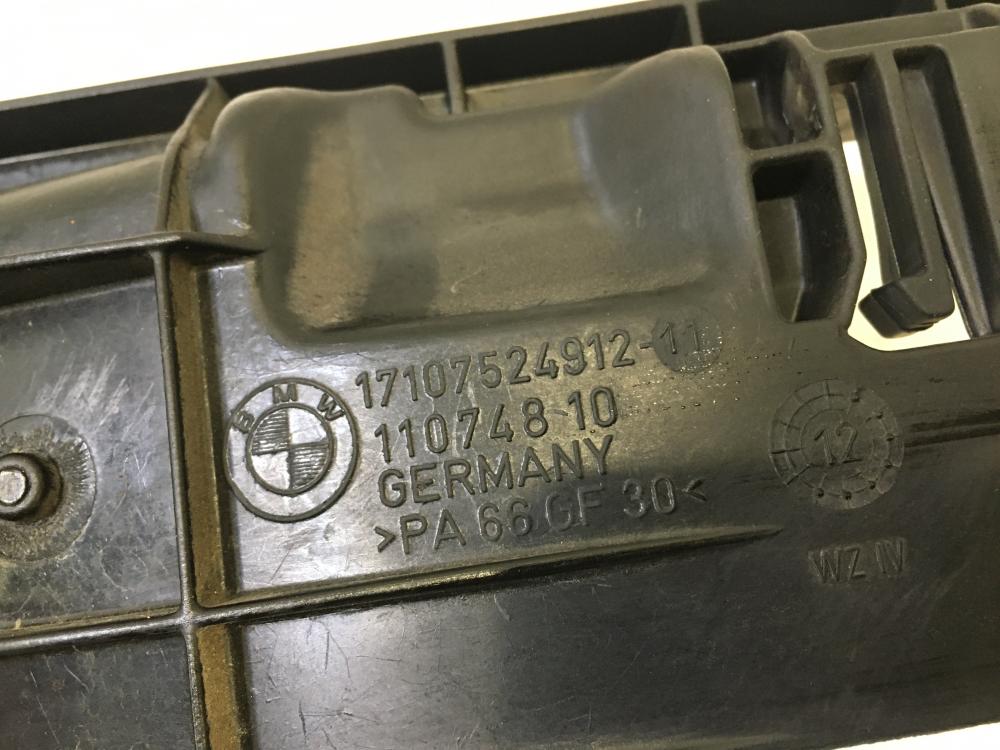 BMW
17107524912-11
110748 10
GERMANY
>PA 66 GF 30<
12
WZ IV